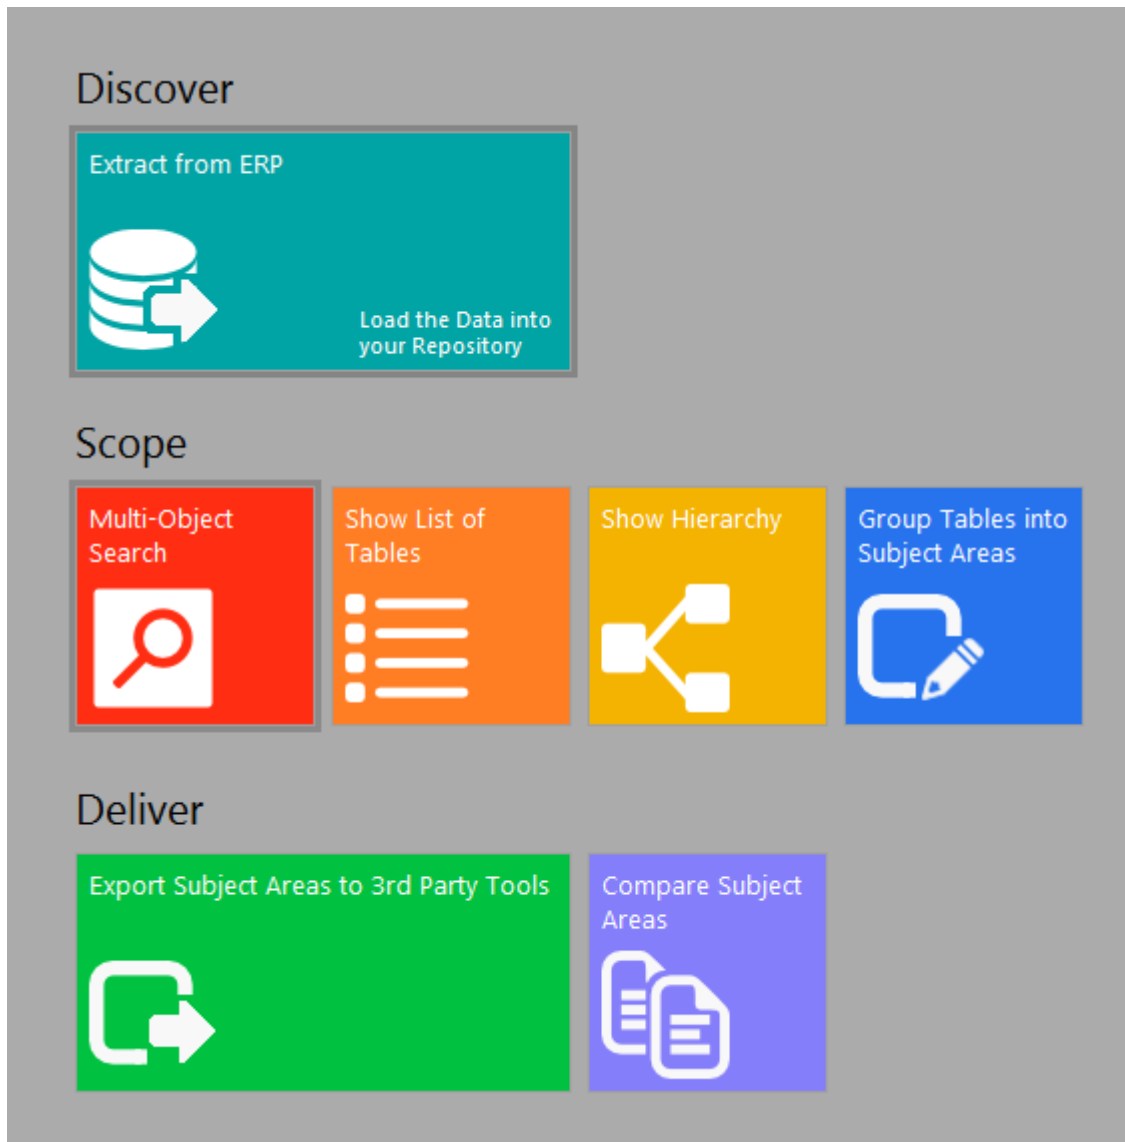 Discover
Extract from ERP
Load the Data into
your Repository
Scope
Multi-Object
Search
Show List of
Tables
Show Hierarchy
Group Tables into
Subject Areas
Deliver
Export Subject Areas to 3rd Party Tools
Compare Subject
Areas